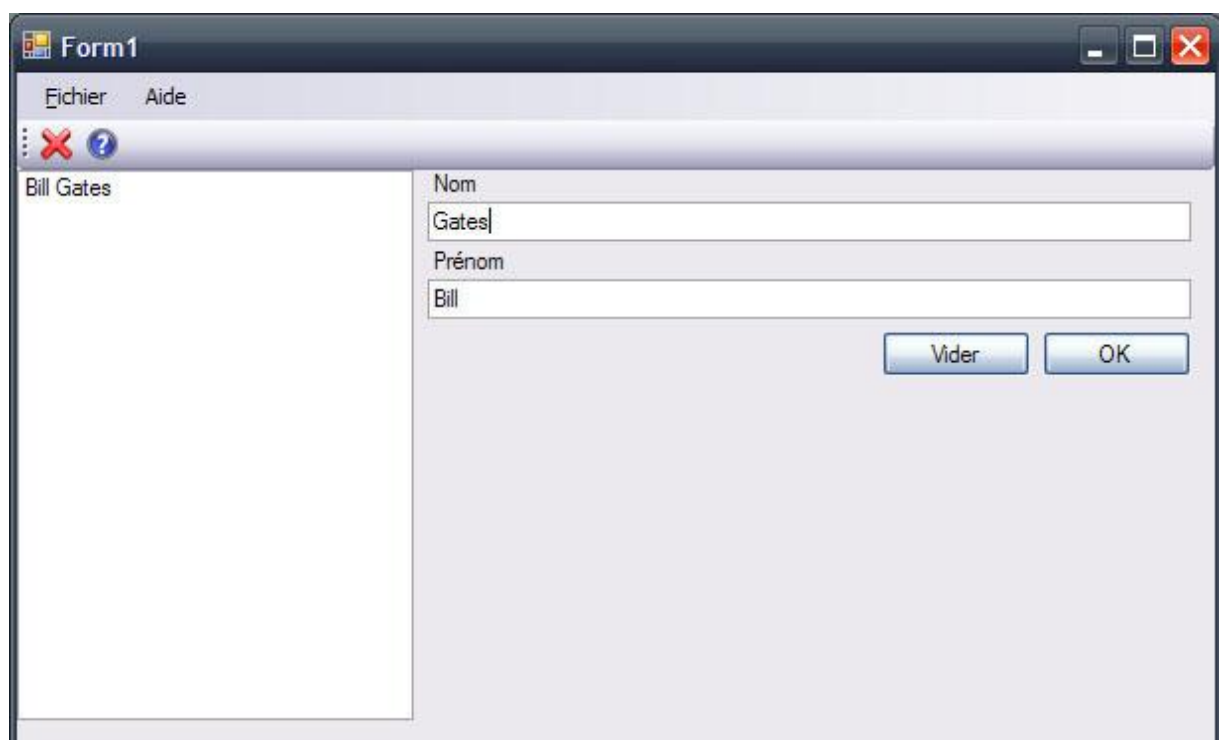 Form1
Fichier Aide
Bill Gates
Nom
Gates
Prénom
Bill
Vider OK